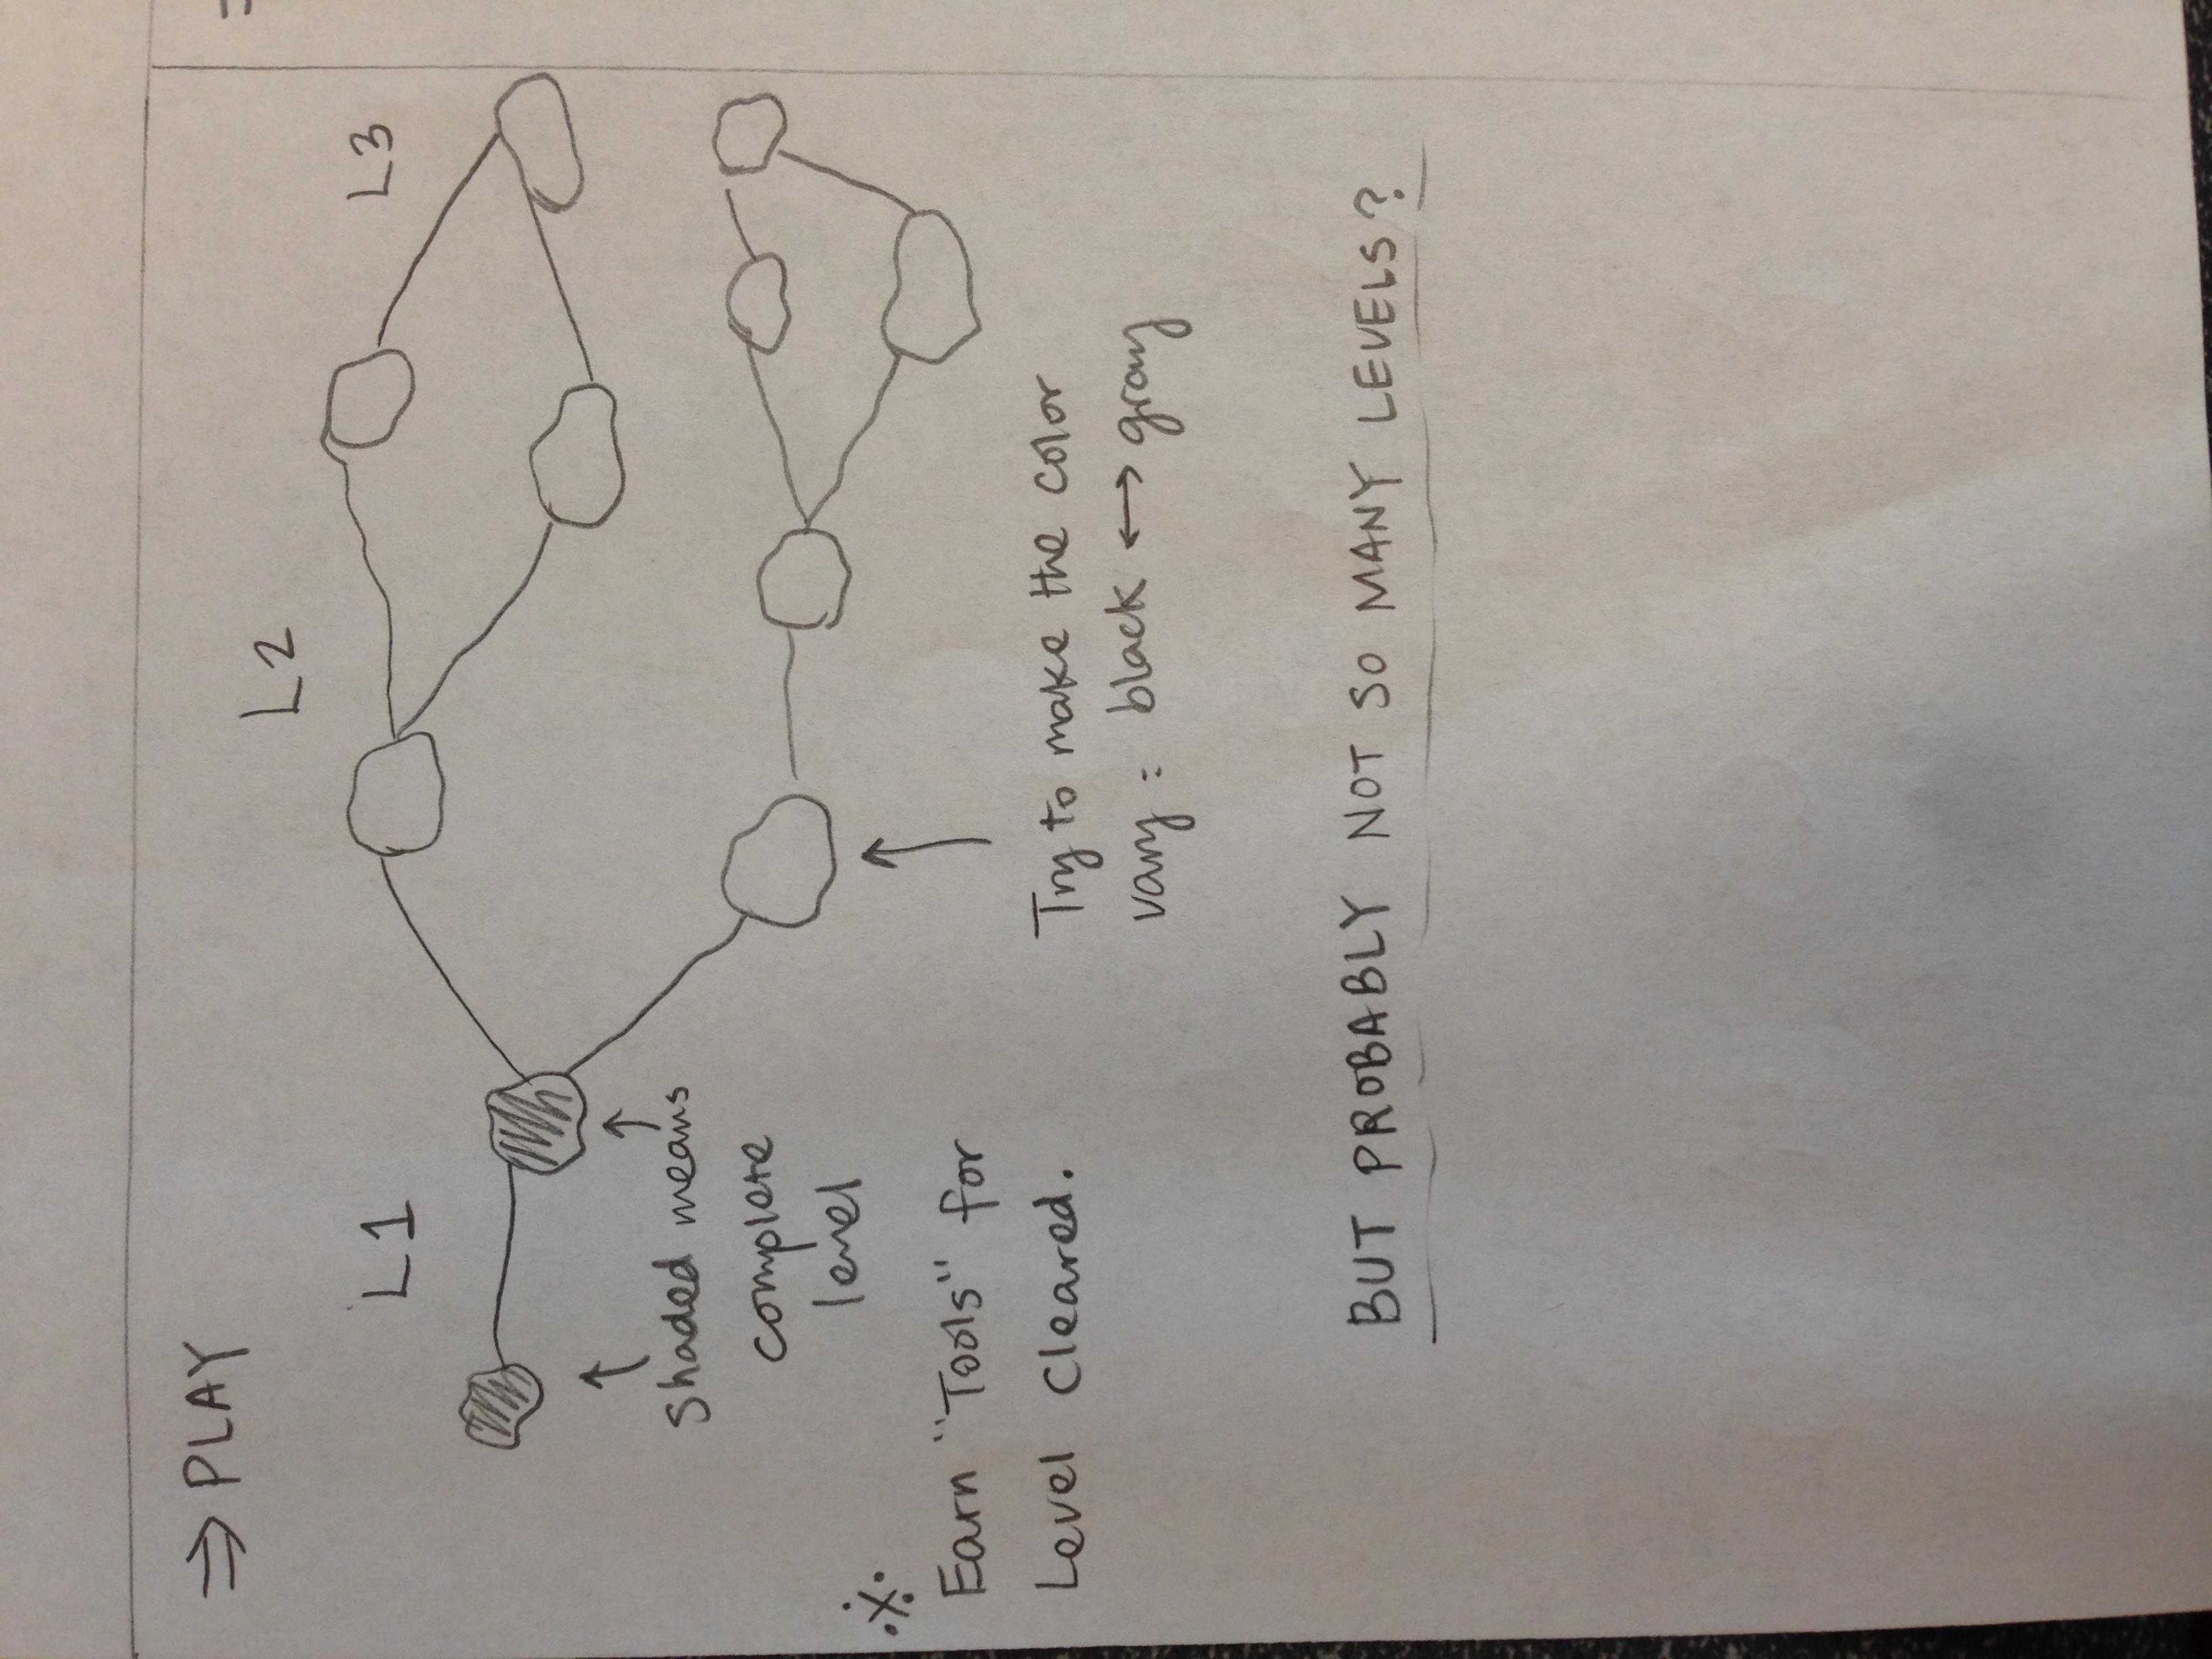 ⇒ PLAY
L2
L1
L3
Shaded means
complete
level
※
Earn "Tools" for
Level Cleared.
Try to make the color
vary : black ↔ gray
BUT PROBABLY NOT SO MANY LEVELS?